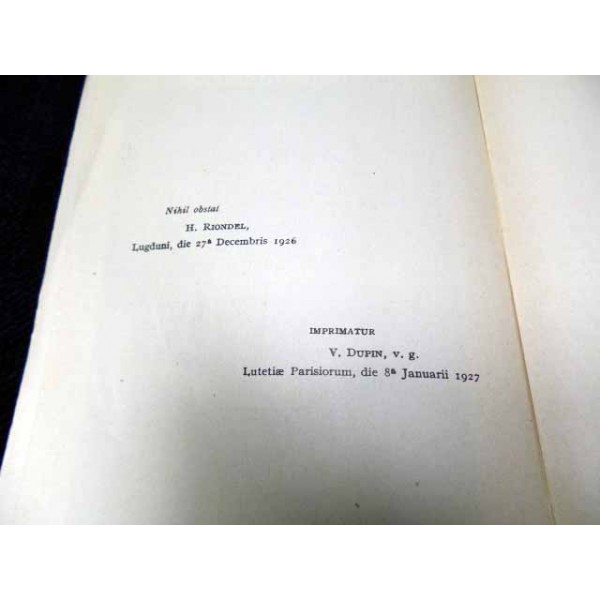 Nihil obstat
H. RIONDEL,
Lugduni, die 27ª Decembris 1926
IMPRIMATUR
V. DUPIN, v. g.
Lutetiæ Parisiorum, die 8ª Januarii 1927